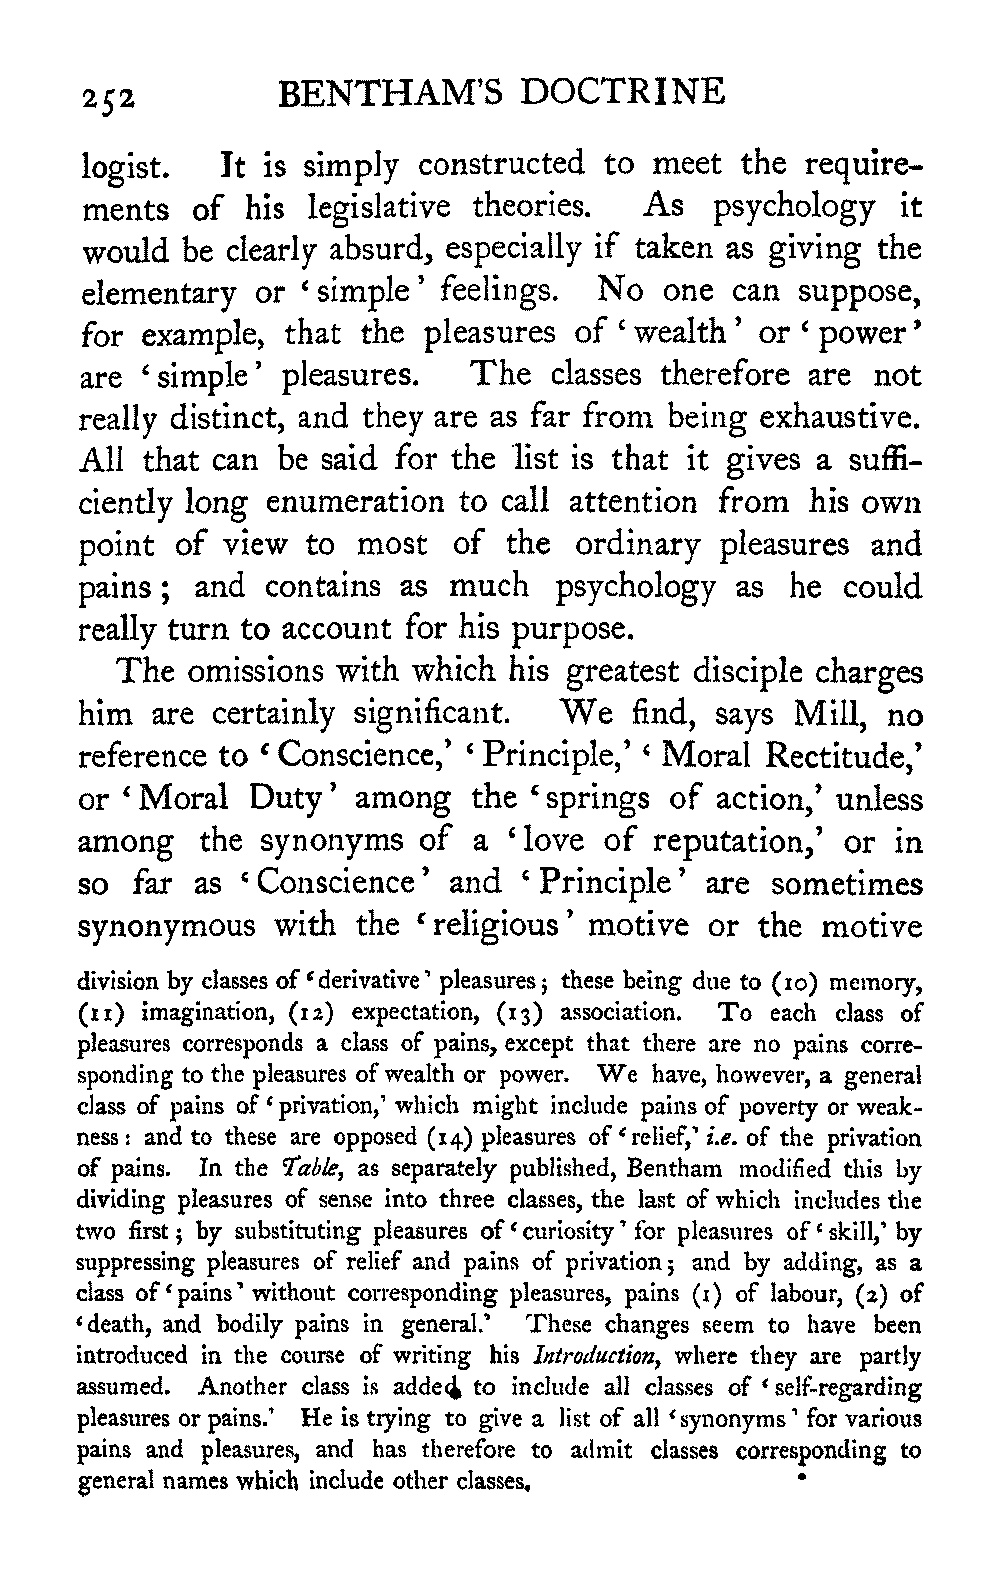 252 BENTHAM'S DOCTRINE
logist. It is simply constructed to meet the require-
ments of his legislative theories. As psychology it
would be clearly absurd, especially if taken as giving the
elementary or ‘simple’ feelings. No one can suppose,
for example, that the pleasures of ‘wealth’ or ‘power’
are ‘simple’ pleasures. The classes therefore are not
really distinct, and they are as far from being exhaustive.
All that can be said for the list is that it gives a suffi-
ciently long enumeration to call attention from his own
point of view to most of the ordinary pleasures and
pains; and contains as much psychology as he could
really turn to account for his purpose.
The omissions with which his greatest disciple charges
him are certainly significant. We find, says Mill, no
reference to ‘Conscience,’ ‘Principle,’ ‘Moral Rectitude,’
or ‘Moral Duty’ among the ‘springs of action,’ unless
among the synonyms of a ‘love of reputation,’ or in
so far as ‘Conscience’ and ‘Principle’ are sometimes
synonymous with the ‘religious’ motive or the motive
division by classes of ‘derivative’ pleasures; these being due to (10) memory,
(11) imagination, (12) expectation, (13) association. To each class of
pleasures corresponds a class of pains, except that there are no pains corre-
sponding to the pleasures of wealth or power. We have, however, a general
class of pains of ‘privation,’ which might include pains of poverty or weak-
ness: and to these are opposed (14) pleasures of ‘relief,’ i.e. of the privation
of pains. In the Table, as separately published, Bentham modified this by
dividing pleasures of sense into three classes, the last of which includes the
two first; by substituting pleasures of ‘curiosity’ for pleasures of ‘skill,’ by
suppressing pleasures of relief and pains of privation; and by adding, as a
class of ‘pains’ without corresponding pleasures, pains (1) of labour, (2) of
‘death, and bodily pains in general.’ These changes seem to have been
introduced in the course of writing his Introduction, where they are partly
assumed. Another class is added to include all classes of ‘self-regarding
pleasures or pains.’ He is trying to give a list of all ‘synonyms’ for various
pains and pleasures, and has therefore to admit classes corresponding to
general names which include other classes.